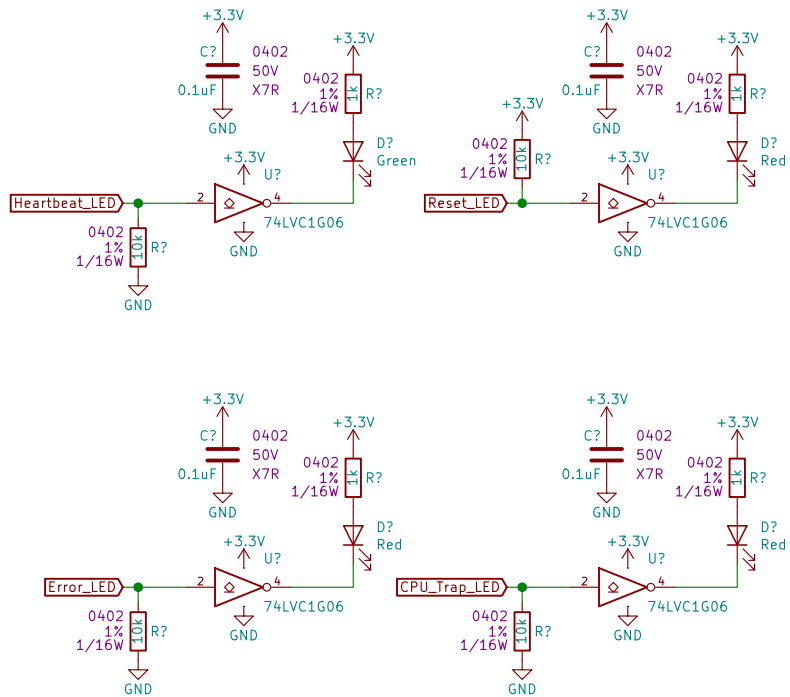 +3.3V
C?
0.1uF
0402
50V
X7R
GND
+3.3V
0402
1%
1/16W
1k
R?
D?
Green
+3.3V
U?
Heartbeat_LED
2
4
74LVC1G06
GND
0402
1%
1/16W
10k
R?
GND
+3.3V
C?
0.1uF
0402
50V
X7R
GND
+3.3V
0402
1%
1/16W
1k
R?
D?
Red
+3.3V
0402
1%
1/16W
10k
R?
+3.3V
U?
Reset_LED
2
4
74LVC1G06
GND
+3.3V
C?
0.1uF
0402
50V
X7R
GND
+3.3V
0402
1%
1/16W
1k
R?
D?
Red
+3.3V
U?
Error_LED
2
4
74LVC1G06
GND
0402
1%
1/16W
10k
R?
GND
+3.3V
C?
0.1uF
0402
50V
X7R
GND
+3.3V
0402
1%
1/16W
1k
R?
D?
Red
+3.3V
U?
CPU_Trap_LED
2
4
74LVC1G06
GND
0402
1%
1/16W
10k
R?
GND